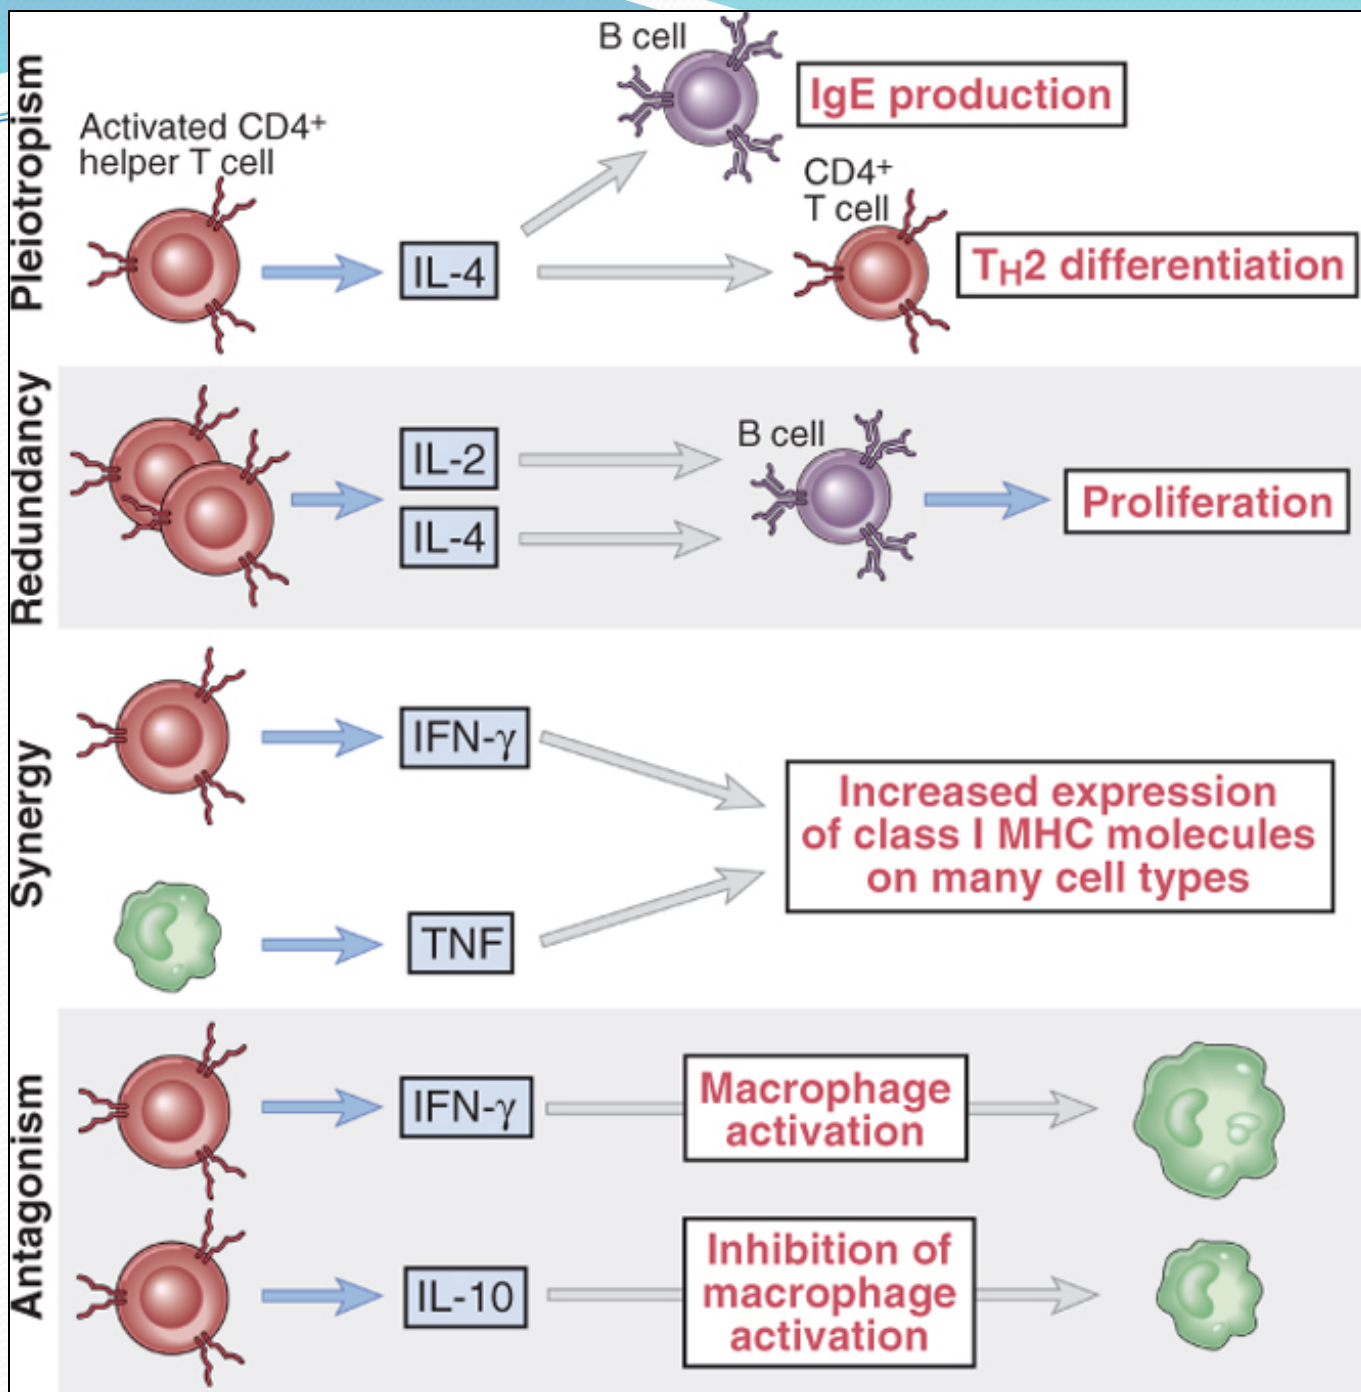 Pleiotropism
Activated CD4+
helper T cell
IL-4
B cell
IgE production
CD4+
T cell
TH2 differentiation
Redundancy
IL-2
IL-4
B cell
Proliferation
Synergy
IFN-γ
TNF
Increased expression
of class I MHC molecules
on many cell types
Antagonism
IFN-γ
Macrophage
activation
IL-10
Inhibition of
macrophage
activation